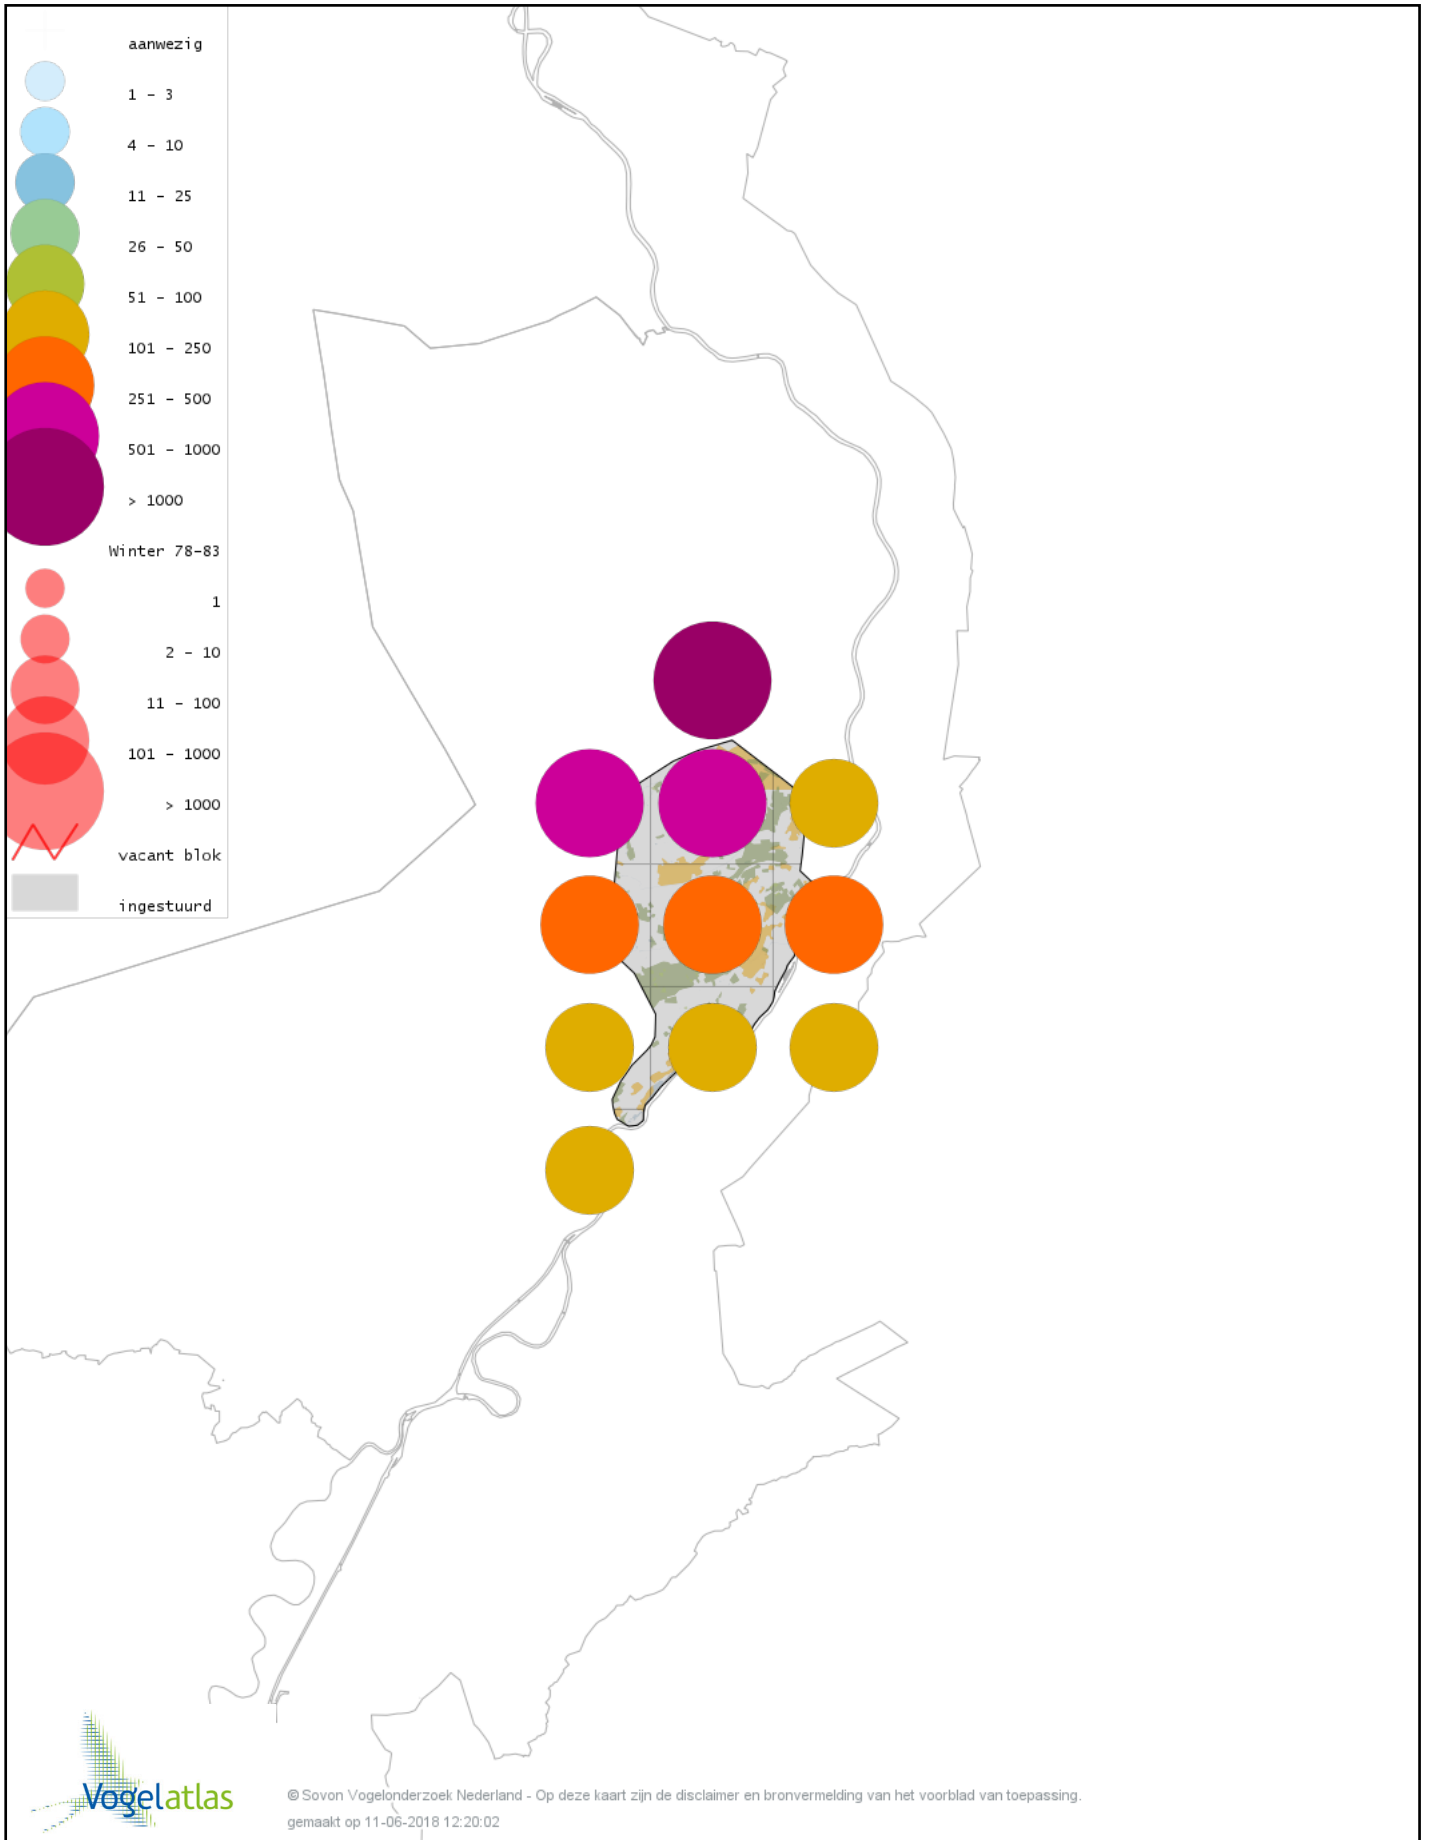 aanwezig
1 - 3
4 - 10
11 - 25
26 - 50
51 - 100
101 - 250
251 - 500
501 - 1000
> 1000
Winter 78-83
1
2 - 10
11 - 100
101 - 1000
> 1000
vacant blok
ingestuurd
Vogelatlas
© Sovon Vogelonderzoek Nederland - Op deze kaart zijn de disclaimer en bronvermelding van het voorblad van toepassing.
gemaakt op 11-06-2018 12:20:02